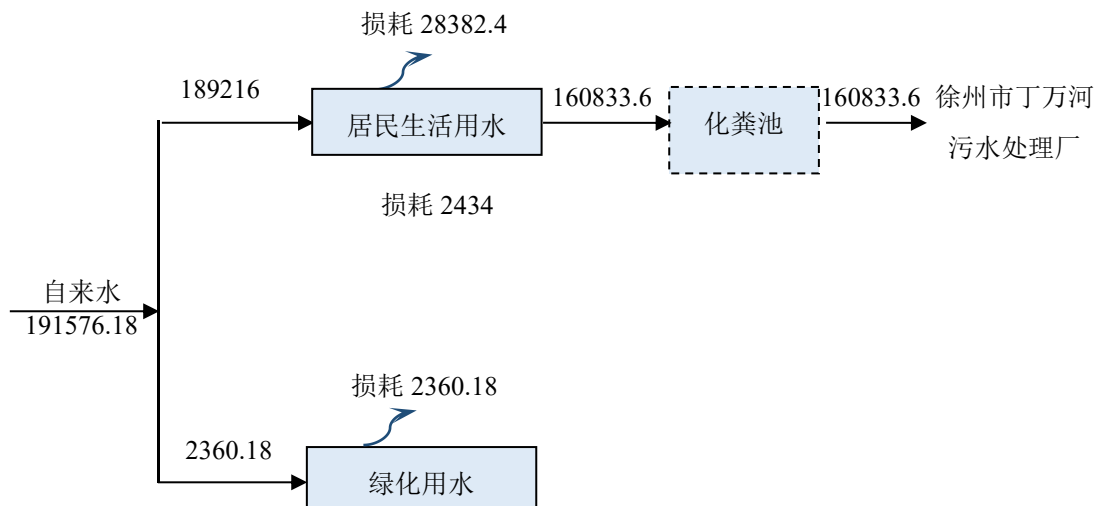 损耗 28382.4
189216
居民生活用水
160833.6
化粪池
160833.6
徐州市丁万河
污水处理厂
损耗 2434
自来水
191576.18
损耗 2360.18
2360.18
绿化用水